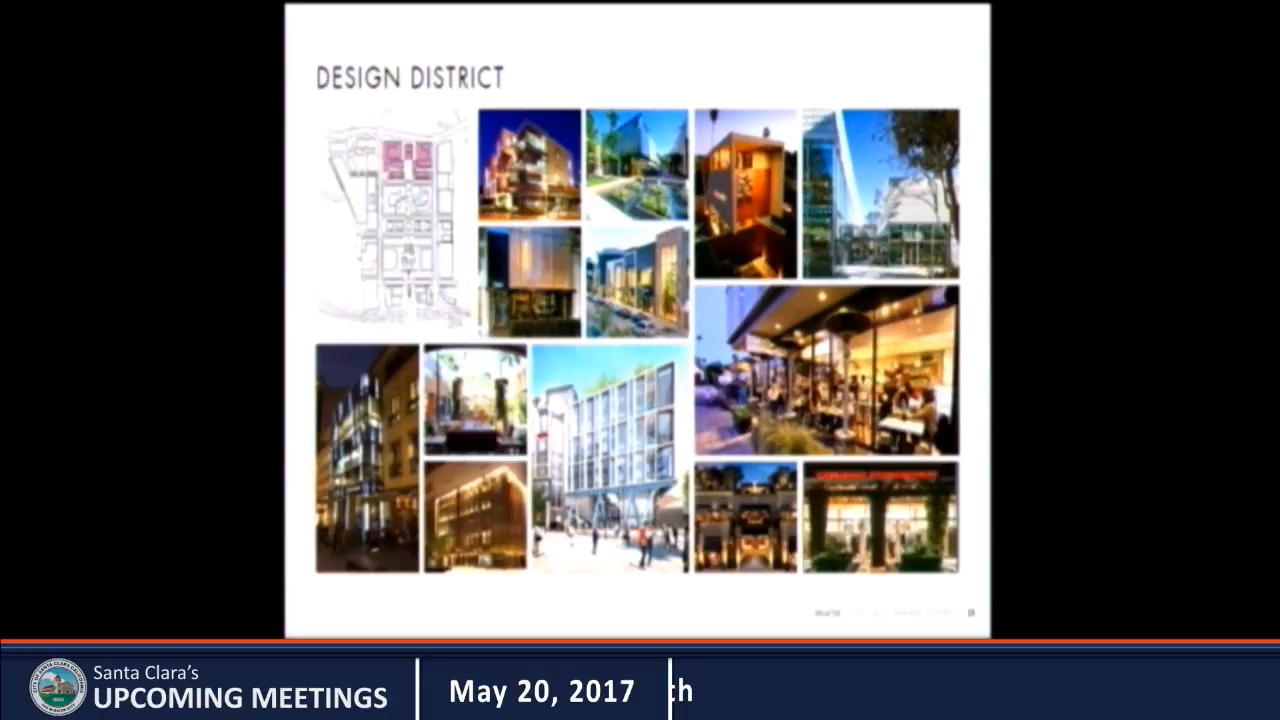 DESIGN DISTRICT
Santa Clara's
UPCOMING MEETINGS
May 20, 2017
th